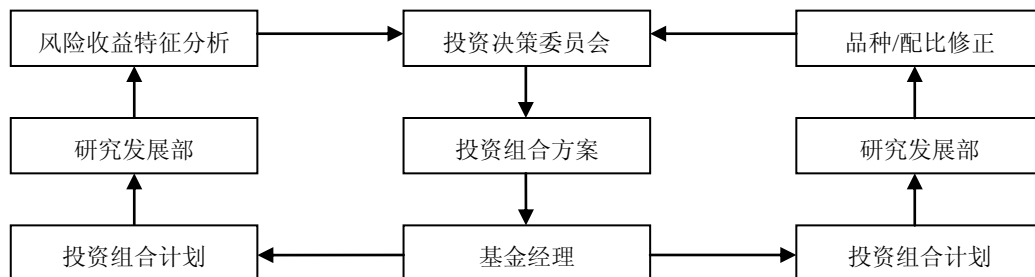 风险收益特征分析
投资决策委员会
品种/配比修正
研究发展部
投资组合方案
研究发展部
投资组合计划
基金经理
投资组合计划